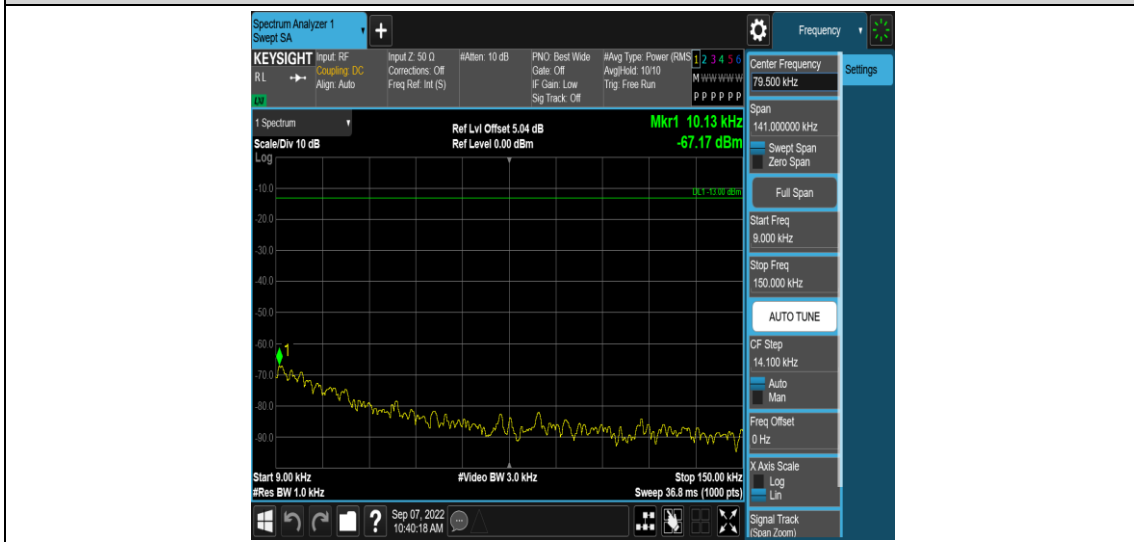 Spectrum Analyzer 1
Swept SA
+
Frequency
KEYSIGHT
RL
LXI
Input: RF
Coupling: DC
Align: Auto
Input Z: 50 Ω
Corrections: Off
Freq Ref: Int (S)
#Atten: 10 dB
PNO: Best Wide
Gate: Off
IF Gain: Low
Sig Track: Off
#Avg Type: Power (RMS
Avg|Hold: 10/10
Trig: Free Run
1 2 3 4 5 6
M W W W W W
P P P P P P
1 Spectrum
Scale/Div 10 dB
Ref Lvl Offset 5.04 dB
Ref Level 0.00 dBm
Mkr1 10.13 kHz
-67.17 dBm
Log
-10.0
DL1 -13.00 dBm
-20.0
-30.0
-40.0
-50.0
-60.0
1
-70.0
-80.0
-90.0
Start 9.00 kHz
#Res BW 1.0 kHz
#Video BW 3.0 kHz
Stop 150.00 kHz
Sweep 36.8 ms (1000 pts)
?
Sep 07, 2022
10:40:18 AM
Center Frequency
79.500 kHz
Settings
Span
141.000000 kHz
Swept Span
Zero Span
Full Span
Start Freq
9.000 kHz
Stop Freq
150.000 kHz
AUTO TUNE
CF Step
14.100 kHz
Auto
Man
Freq Offset
0 Hz
X Axis Scale
Log
Lin
Signal Track
(Span Zoom)